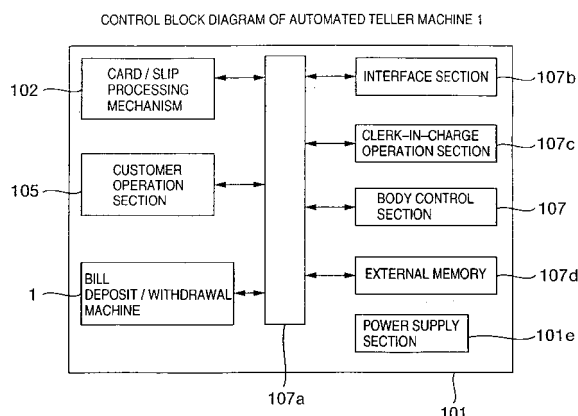 CONTROL BLOCK DIAGRAM OF AUTOMATED TELLER MACHINE 1
102
CARD / SLIP
PROCESSING
MECHANISM
INTERFACE SECTION
107b
CLERK-IN-CHARGE
OPERATION SECTION
107c
105
CUSTOMER
OPERATION
SECTION
BODY CONTROL
SECTION
107
1
BILL
DEPOSIT / WITHDRAWAL
MACHINE
EXTERNAL MEMORY
107d
POWER SUPPLY
SECTION
101e
107a
101